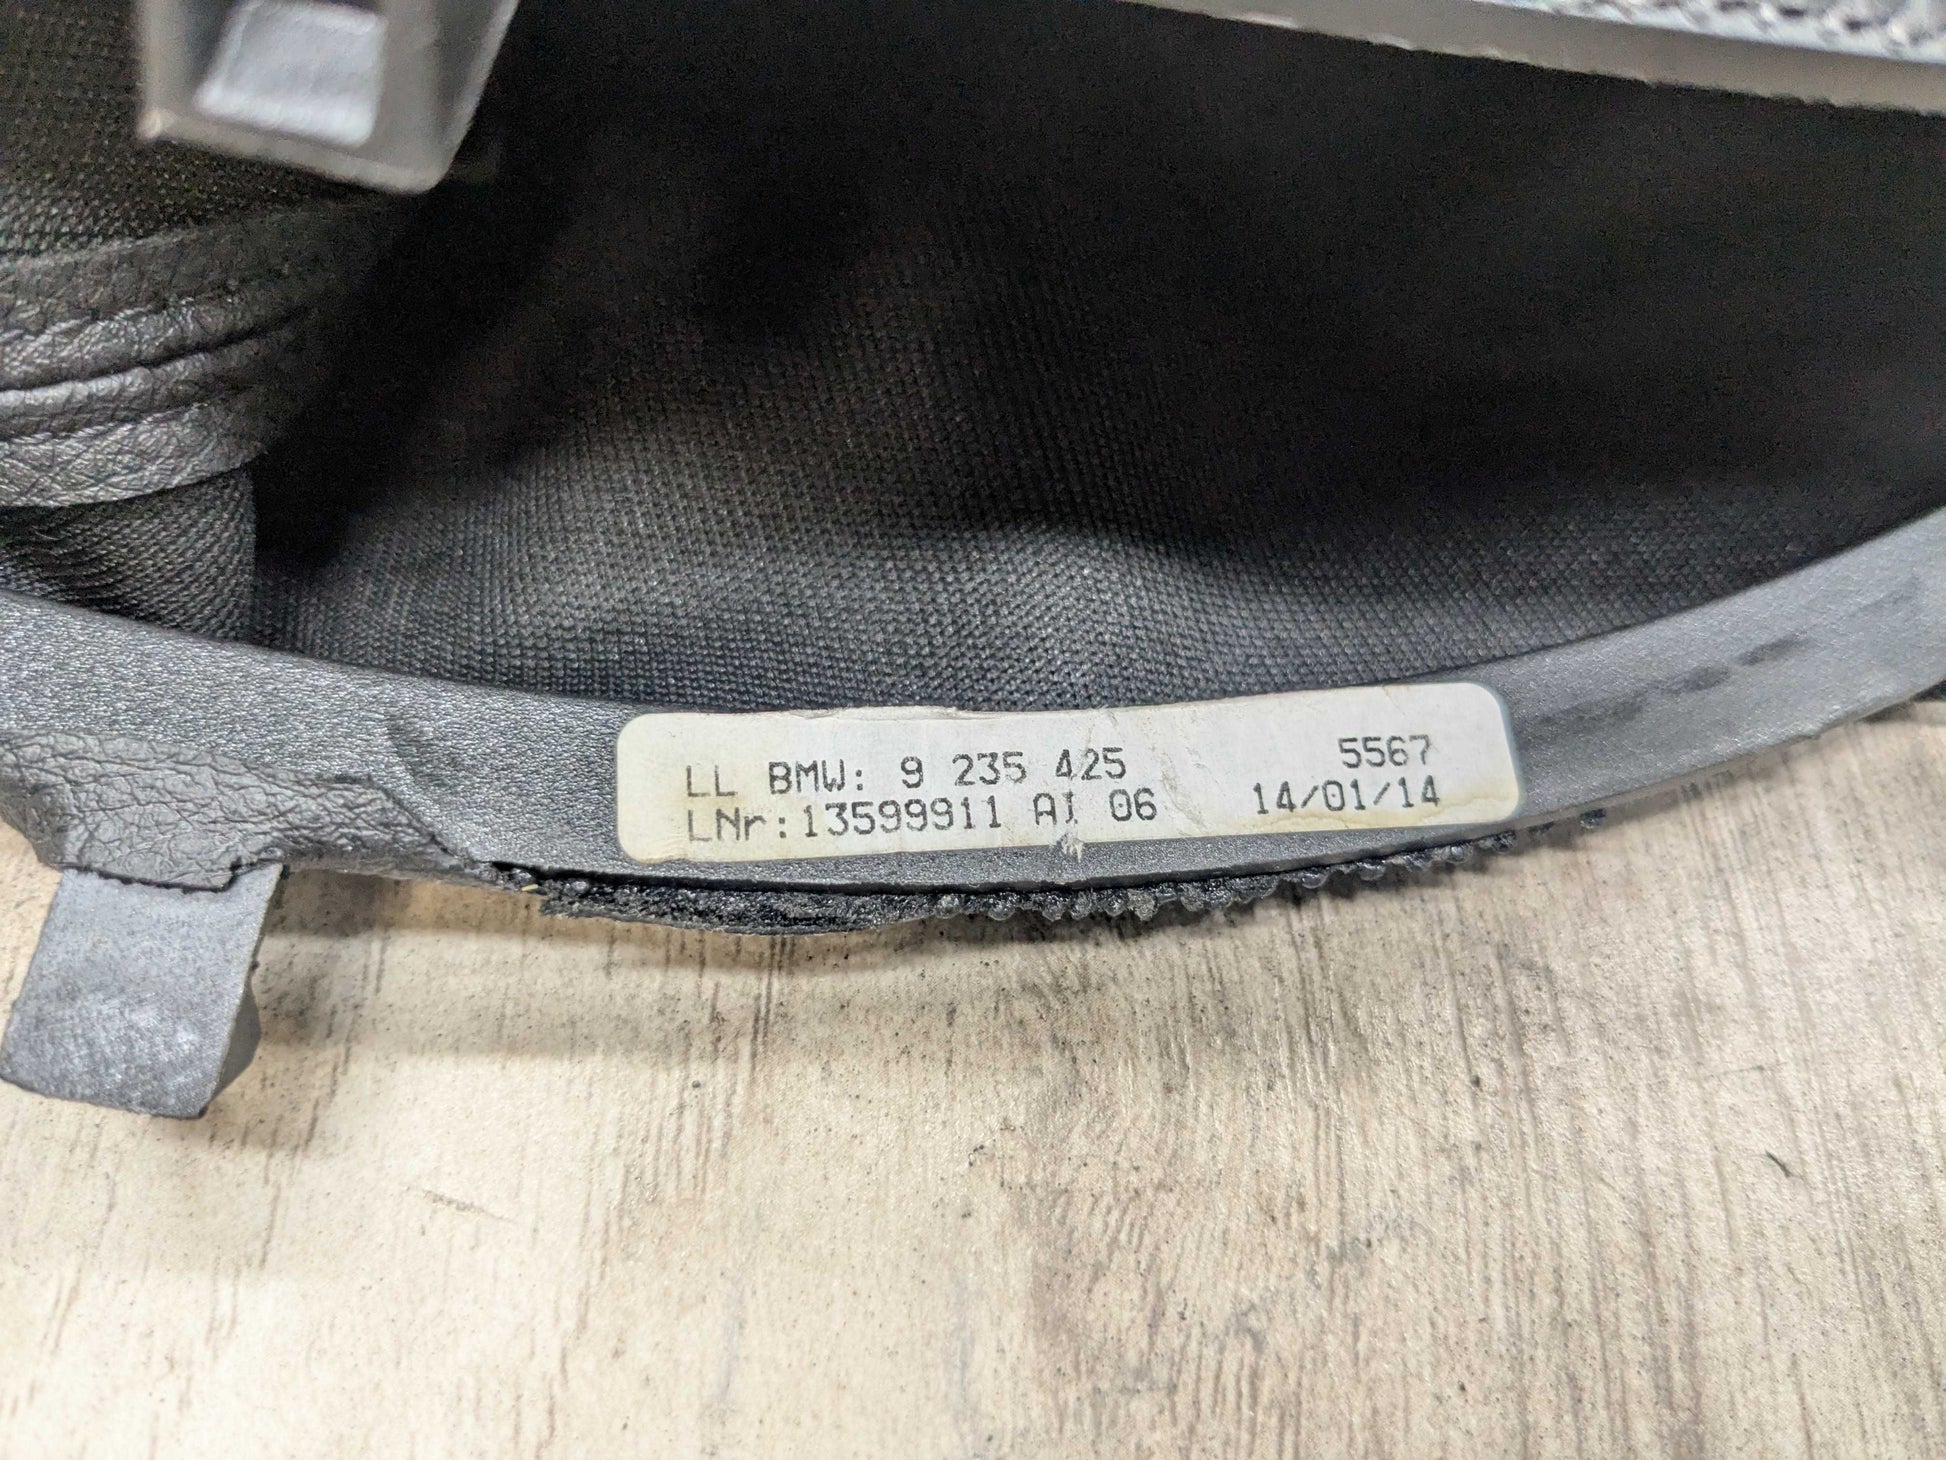 LL BMW: 9 235 425 5567
LNr:13599911 AI 06 14/01/14